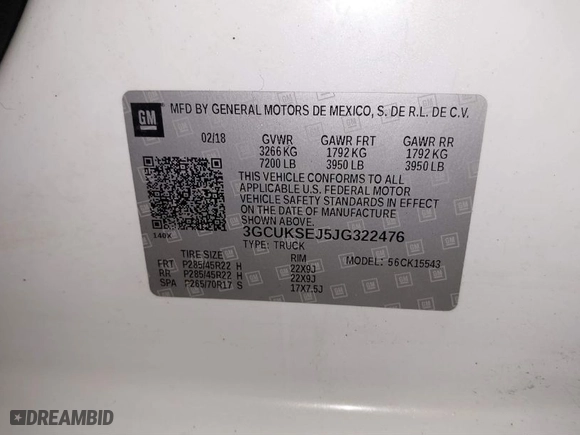 GM
MFD BY GENERAL MOTORS DE MEXICO, S. DE R.L. DE C.V.
02/18 GVWR GAWR FRT GAWR RR
3266 KG 1792 KG 1792 KG
7200 LB 3950 LB 3950 LB
THIS VEHICLE CONFORMS TO ALL
APPLICABLE U.S. FEDERAL MOTOR
VEHICLE SAFETY STANDARDS IN EFFECT
ON THE DATE OF MANUFACTURE
SHOWN ABOVE.
3GCUKSEJ5JG322476
TYPE: TRUCK
140K
TIRE SIZE RIM MODEL: 56CK15543
FRT P285/45R22 H 22X9J
RR P285/45R22 H 22X9J
SPA P265/70R17 S 17X7.5J
DREAMBID